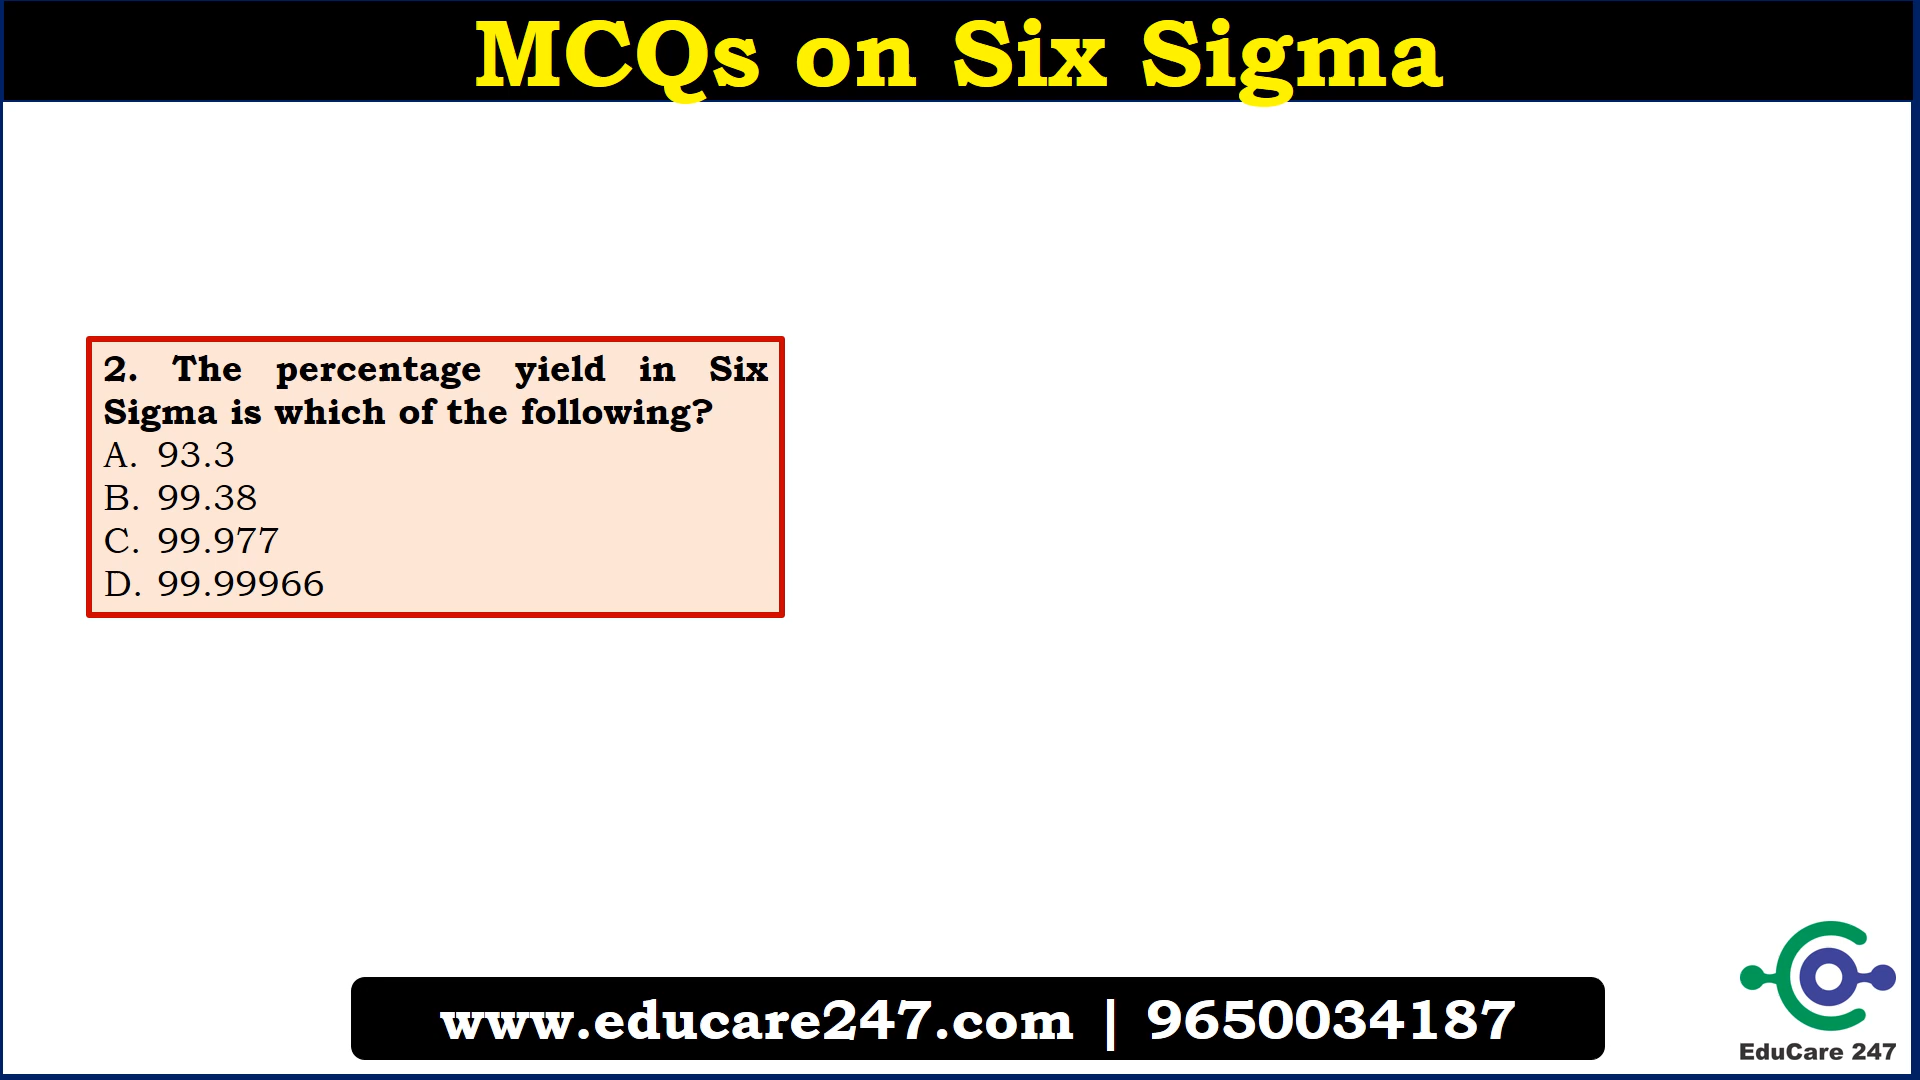 MCQs on Six Sigma
2. The percentage yield in Six
Sigma is which of the following?
A. 93.3
B. 99.38
C. 99.977
D. 99.99966
www.educare247.com | 9650034187
EduCare 247